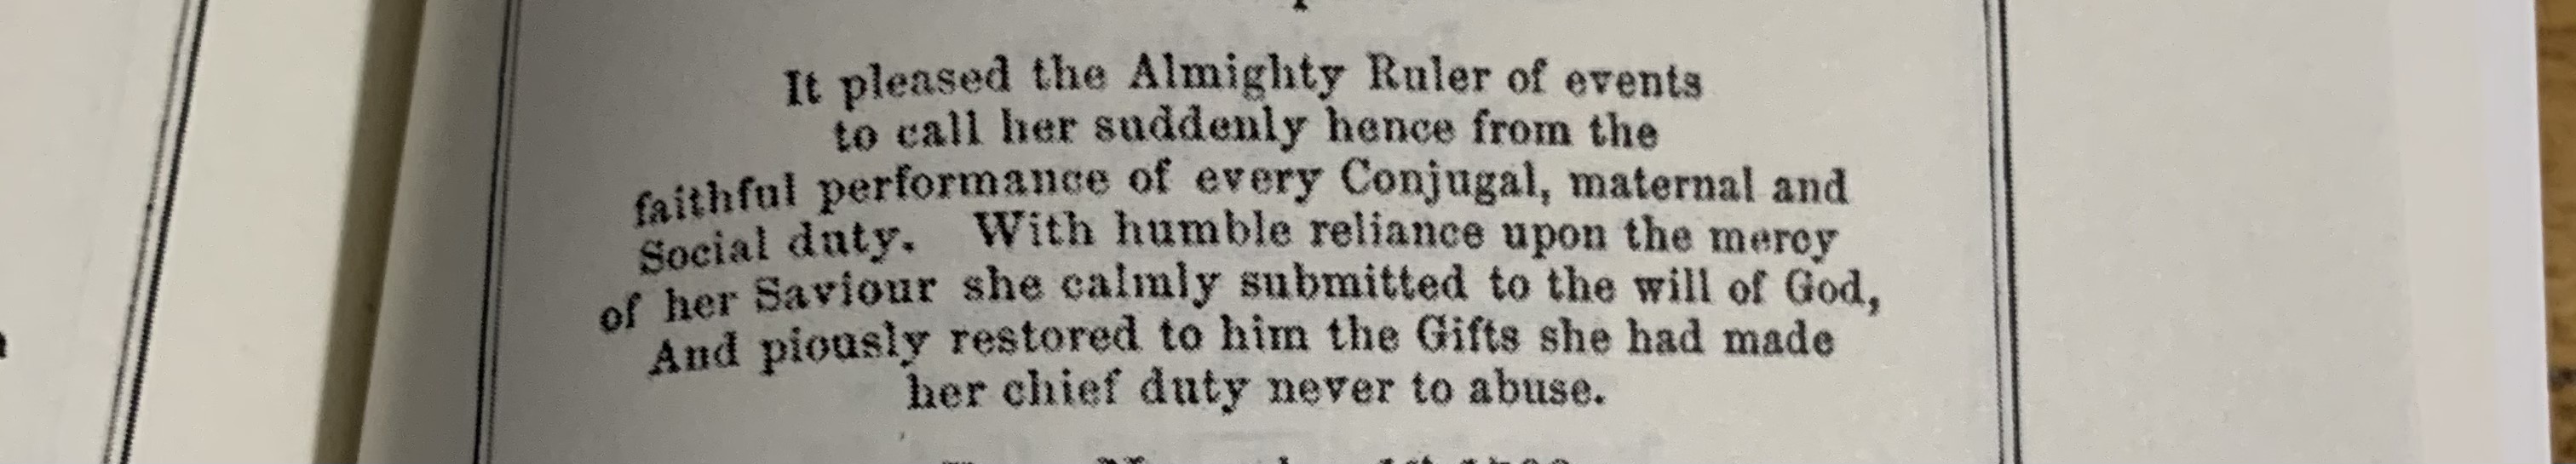 It pleased the Almighty Ruler of events
to call her suddenly hence from the
faithful performance of every Conjugal, maternal and
Social duty. With humble reliance upon the mercy
of her Saviour she calmly submitted to the will of God,
And piously restored to him the Gifts she had made
her chief duty never to abuse.